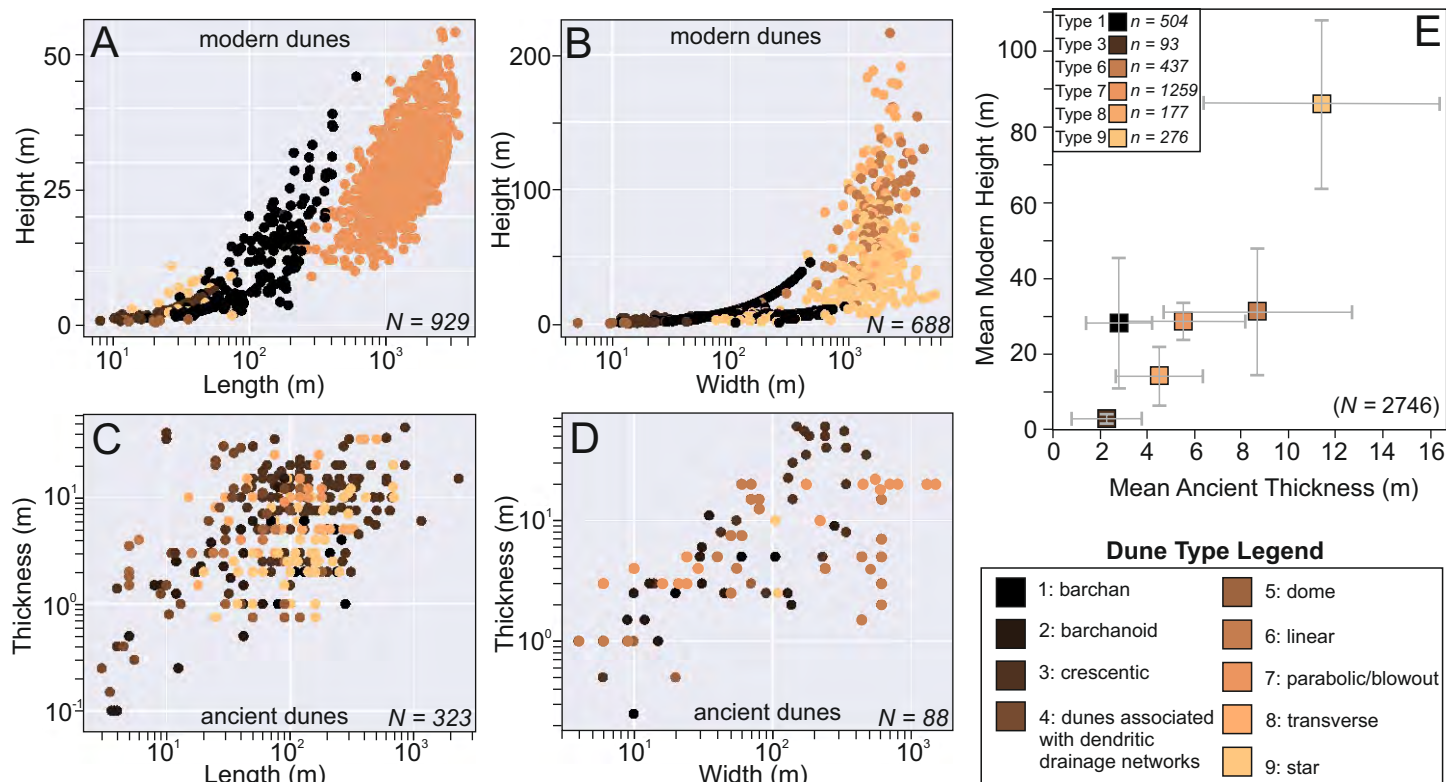 A
modern dunes
50
25
0
Height (m)
10¹
10²
10³
Length (m)
N = 929
B
modern dunes
200
100
0
Height (m)
10¹
10²
10³
Width (m)
N = 688
E
Type 1 n = 504
Type 3 n = 93
Type 6 n = 437
Type 7 n = 1259
Type 8 n = 177
Type 9 n = 276
100
80
60
40
20
0
Mean Modern Height (m)
(N = 2746)
0 2 4 6 8 10 12 14 16
Mean Ancient Thickness (m)
C
10¹
10⁰
10⁻¹
Thickness (m)
ancient dunes
N = 323
10¹
10²
10³
Length (m)
D
10¹
10⁰
Thickness (m)
ancient dunes
N = 88
10¹
10²
10³
Width (m)
Dune Type Legend
1: barchan
2: barchanoid
3: crescentic
4: dunes associated
with dendritic
drainage networks
5: dome
6: linear
7: parabolic/blowout
8: transverse
9: star